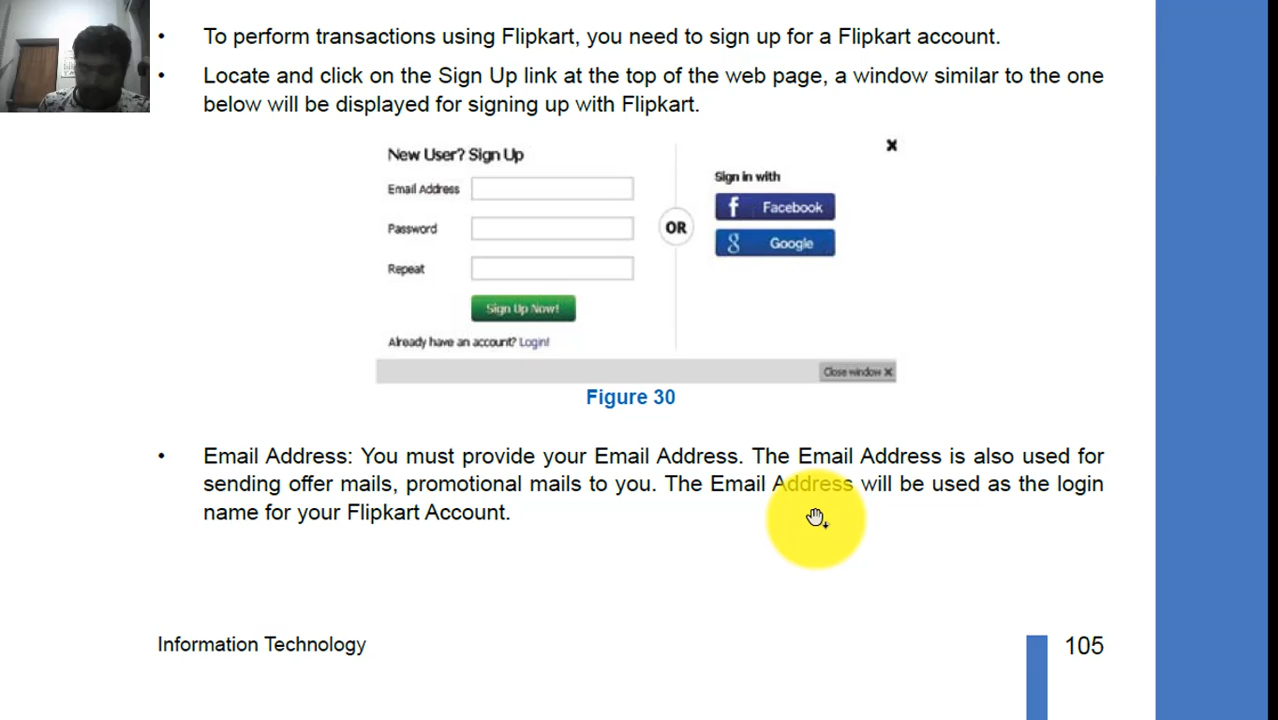 • To perform transactions using Flipkart, you need to sign up for a Flipkart account.
• Locate and click on the Sign Up link at the top of the web page, a window similar to the one
below will be displayed for signing up with Flipkart.
New User? Sign Up
Email Address
Password
Repeat
Sign Up Now!
Already have an account? Login!
OR
Sign in with
f Facebook
g Google
Close window x
Figure 30
• Email Address: You must provide your Email Address. The Email Address is also used for
sending offer mails, promotional mails to you. The Email Address will be used as the login
name for your Flipkart Account.
Information Technology
105